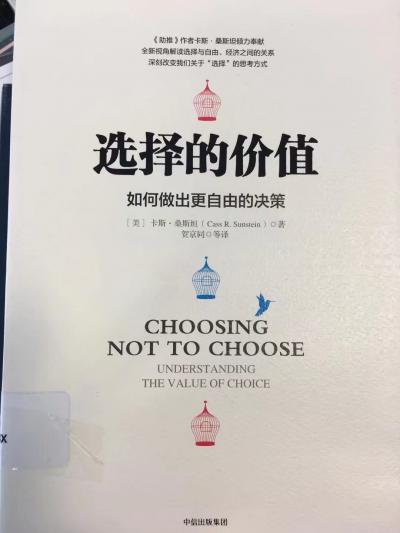 《助推》作者卡斯·桑斯坦倾力奉献
全新视角解读选择与自由、经济之间的关系
深刻改变我们关于“选择”的思考方式
选择的价值
如何做出更自由的决策
［美］卡斯·桑斯坦（Cass R. Sunstein）◎著
贺京同◎等译
CHOOSING
NOT TO CHOOSE
UNDERSTANDING
THE VALUE OF CHOICE
中信出版集团